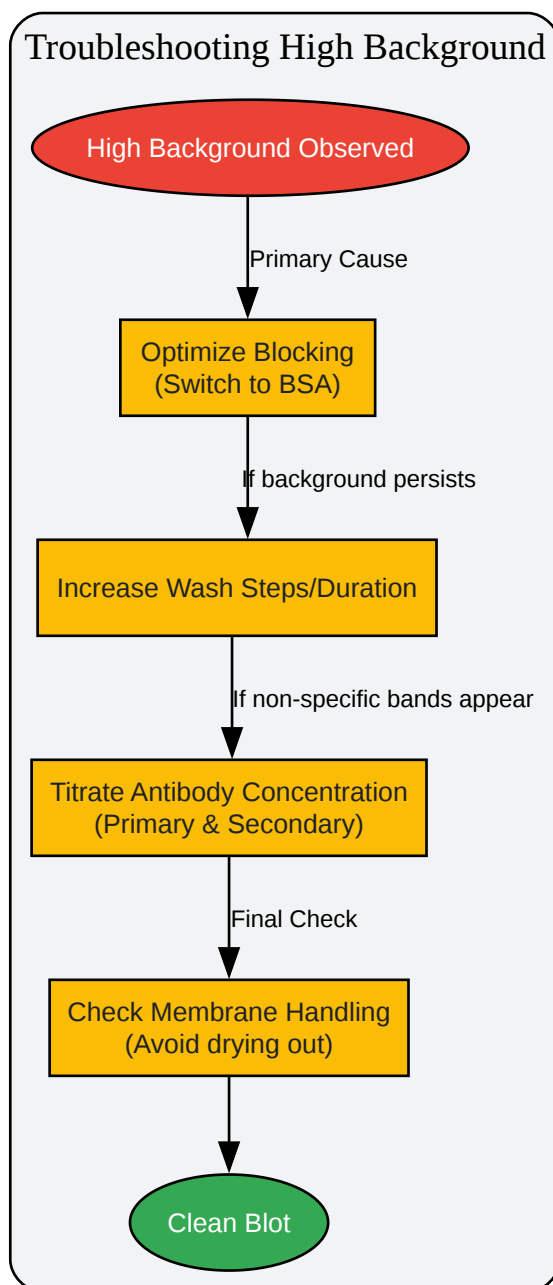 Troubleshooting High Background
High Background Observed
Primary Cause
Optimize Blocking
(Switch to BSA)
If background persists
Increase Wash Steps/Duration
If non-specific bands appear
Titrate Antibody Concentration
(Primary & Secondary)
Final Check
Check Membrane Handling
(Avoid drying out)
Clean Blot